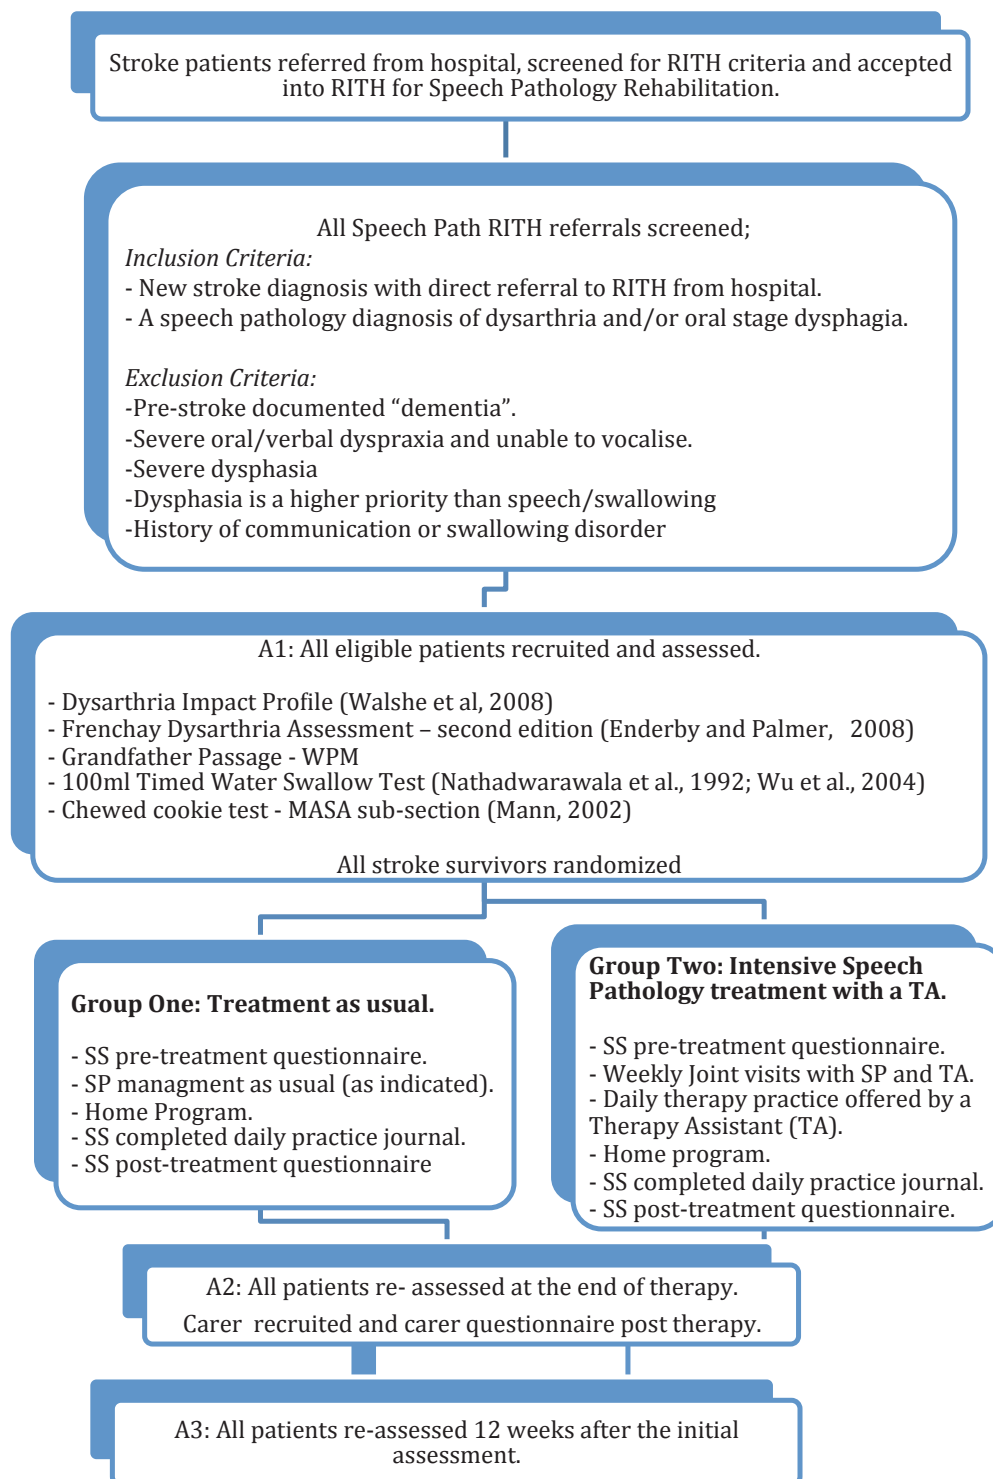 Stroke patients referred from hospital, screened for RITH criteria and accepted
into RITH for Speech Pathology Rehabilitation.
All Speech Path RITH referrals screened;
Inclusion Criteria:
- New stroke diagnosis with direct referral to RITH from hospital.
- A speech pathology diagnosis of dysarthria and/or oral stage dysphagia.
Exclusion Criteria:
-Pre-stroke documented “dementia”.
-Severe oral/verbal dyspraxia and unable to vocalise.
-Severe dysphasia
-Dysphasia is a higher priority than speech/swallowing
-History of communication or swallowing disorder
A1: All eligible patients recruited and assessed.
- Dysarthria Impact Profile (Walshe et al, 2008)
- Frenchay Dysarthria Assessment – second edition (Enderby and Palmer, 2008)
- Grandfather Passage - WPM
- 100ml Timed Water Swallow Test (Nathadwarawala et al., 1992; Wu et al., 2004)
- Chewed cookie test - MASA sub-section (Mann, 2002)
All stroke survivors randomized
Group One: Treatment as usual.
- SS pre-treatment questionnaire.
- SP managment as usual (as indicated).
- Home Program.
- SS completed daily practice journal.
- SS post-treatment questionnaire
Group Two: Intensive Speech
Pathology treatment with a TA.
- SS pre-treatment questionnaire.
- Weekly Joint visits with SP and TA.
- Daily therapy practice offered by a
Therapy Assistant (TA).
- Home program.
- SS completed daily practice journal.
- SS post-treatment questionnaire.
A2: All patients re- assessed at the end of therapy.
Carer recruited and carer questionnaire post therapy.
A3: All patients re-assessed 12 weeks after the initial
assessment.